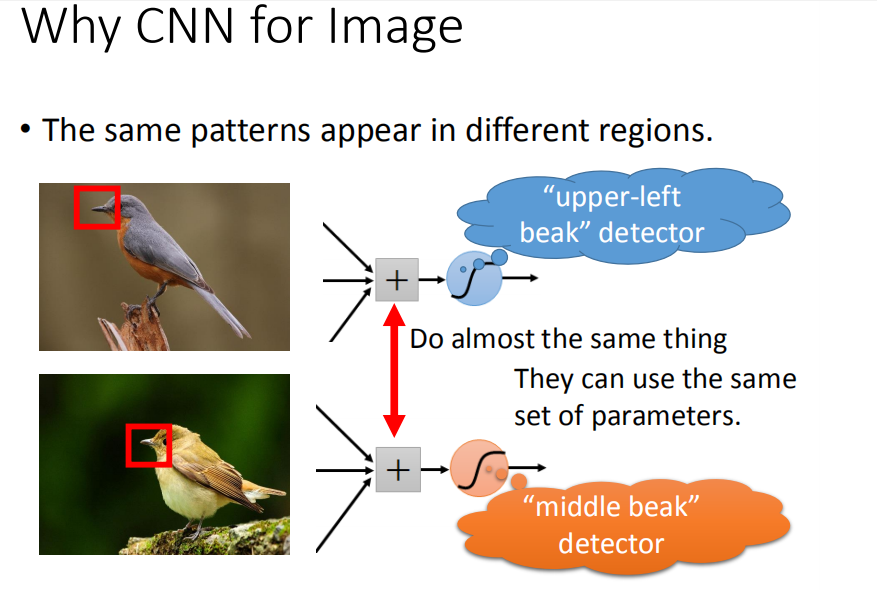 Why CNN for Image
• The same patterns appear in different regions.
“upper-left
beak” detector
+
Do almost the same thing
They can use the same
set of parameters.
+
“middle beak”
detector